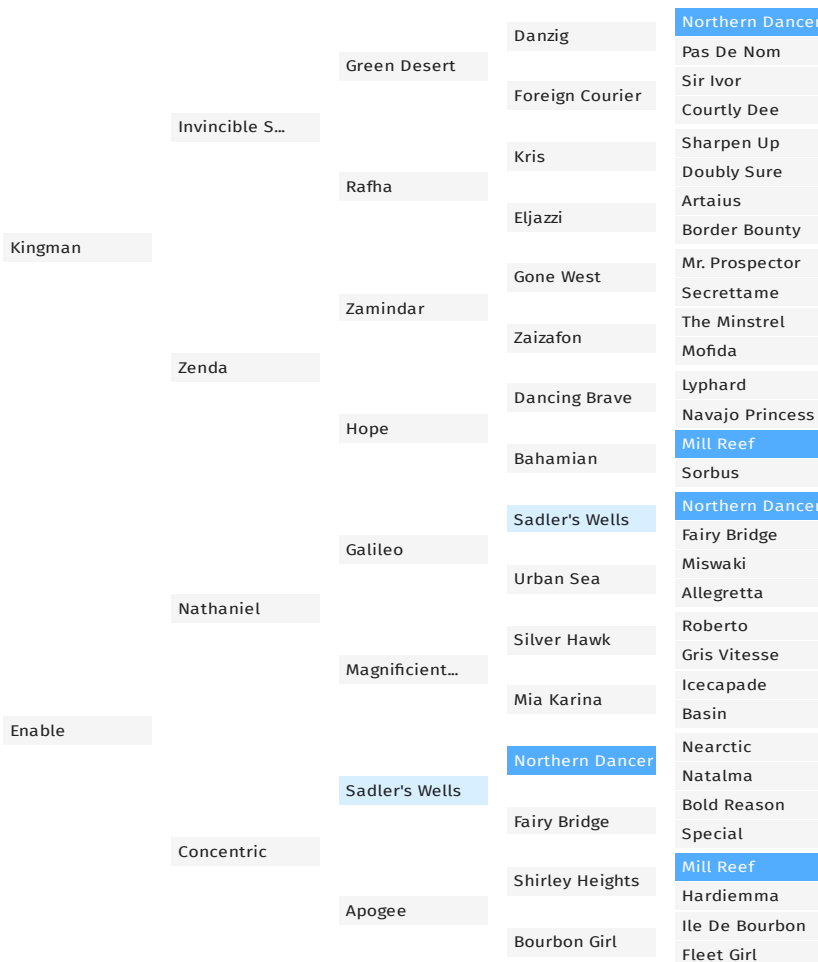 Northern Dancer
Danzig
Pas De Nom
Green Desert
Sir Ivor
Foreign Courier
Courtly Dee
Invincible S...
Sharpen Up
Kris
Doubly Sure
Rafha
Artaius
Eljazzi
Border Bounty
Kingman
Mr. Prospector
Gone West
Secrettame
Zamindar
The Minstrel
Zaizafon
Mofida
Zenda
Lyphard
Dancing Brave
Navajo Princess
Hope
Mill Reef
Bahamian
Sorbus
Northern Dancer
Sadler's Wells
Fairy Bridge
Galileo
Miswaki
Urban Sea
Allegretta
Nathaniel
Roberto
Silver Hawk
Gris Vitesse
Magnificient...
Icecapade
Mia Karina
Basin
Enable
Nearctic
Northern Dancer
Natalma
Sadler's Wells
Bold Reason
Fairy Bridge
Special
Concentric
Mill Reef
Shirley Heights
Hardiemma
Apogee
Ile De Bourbon
Bourbon Girl
Fleet Girl